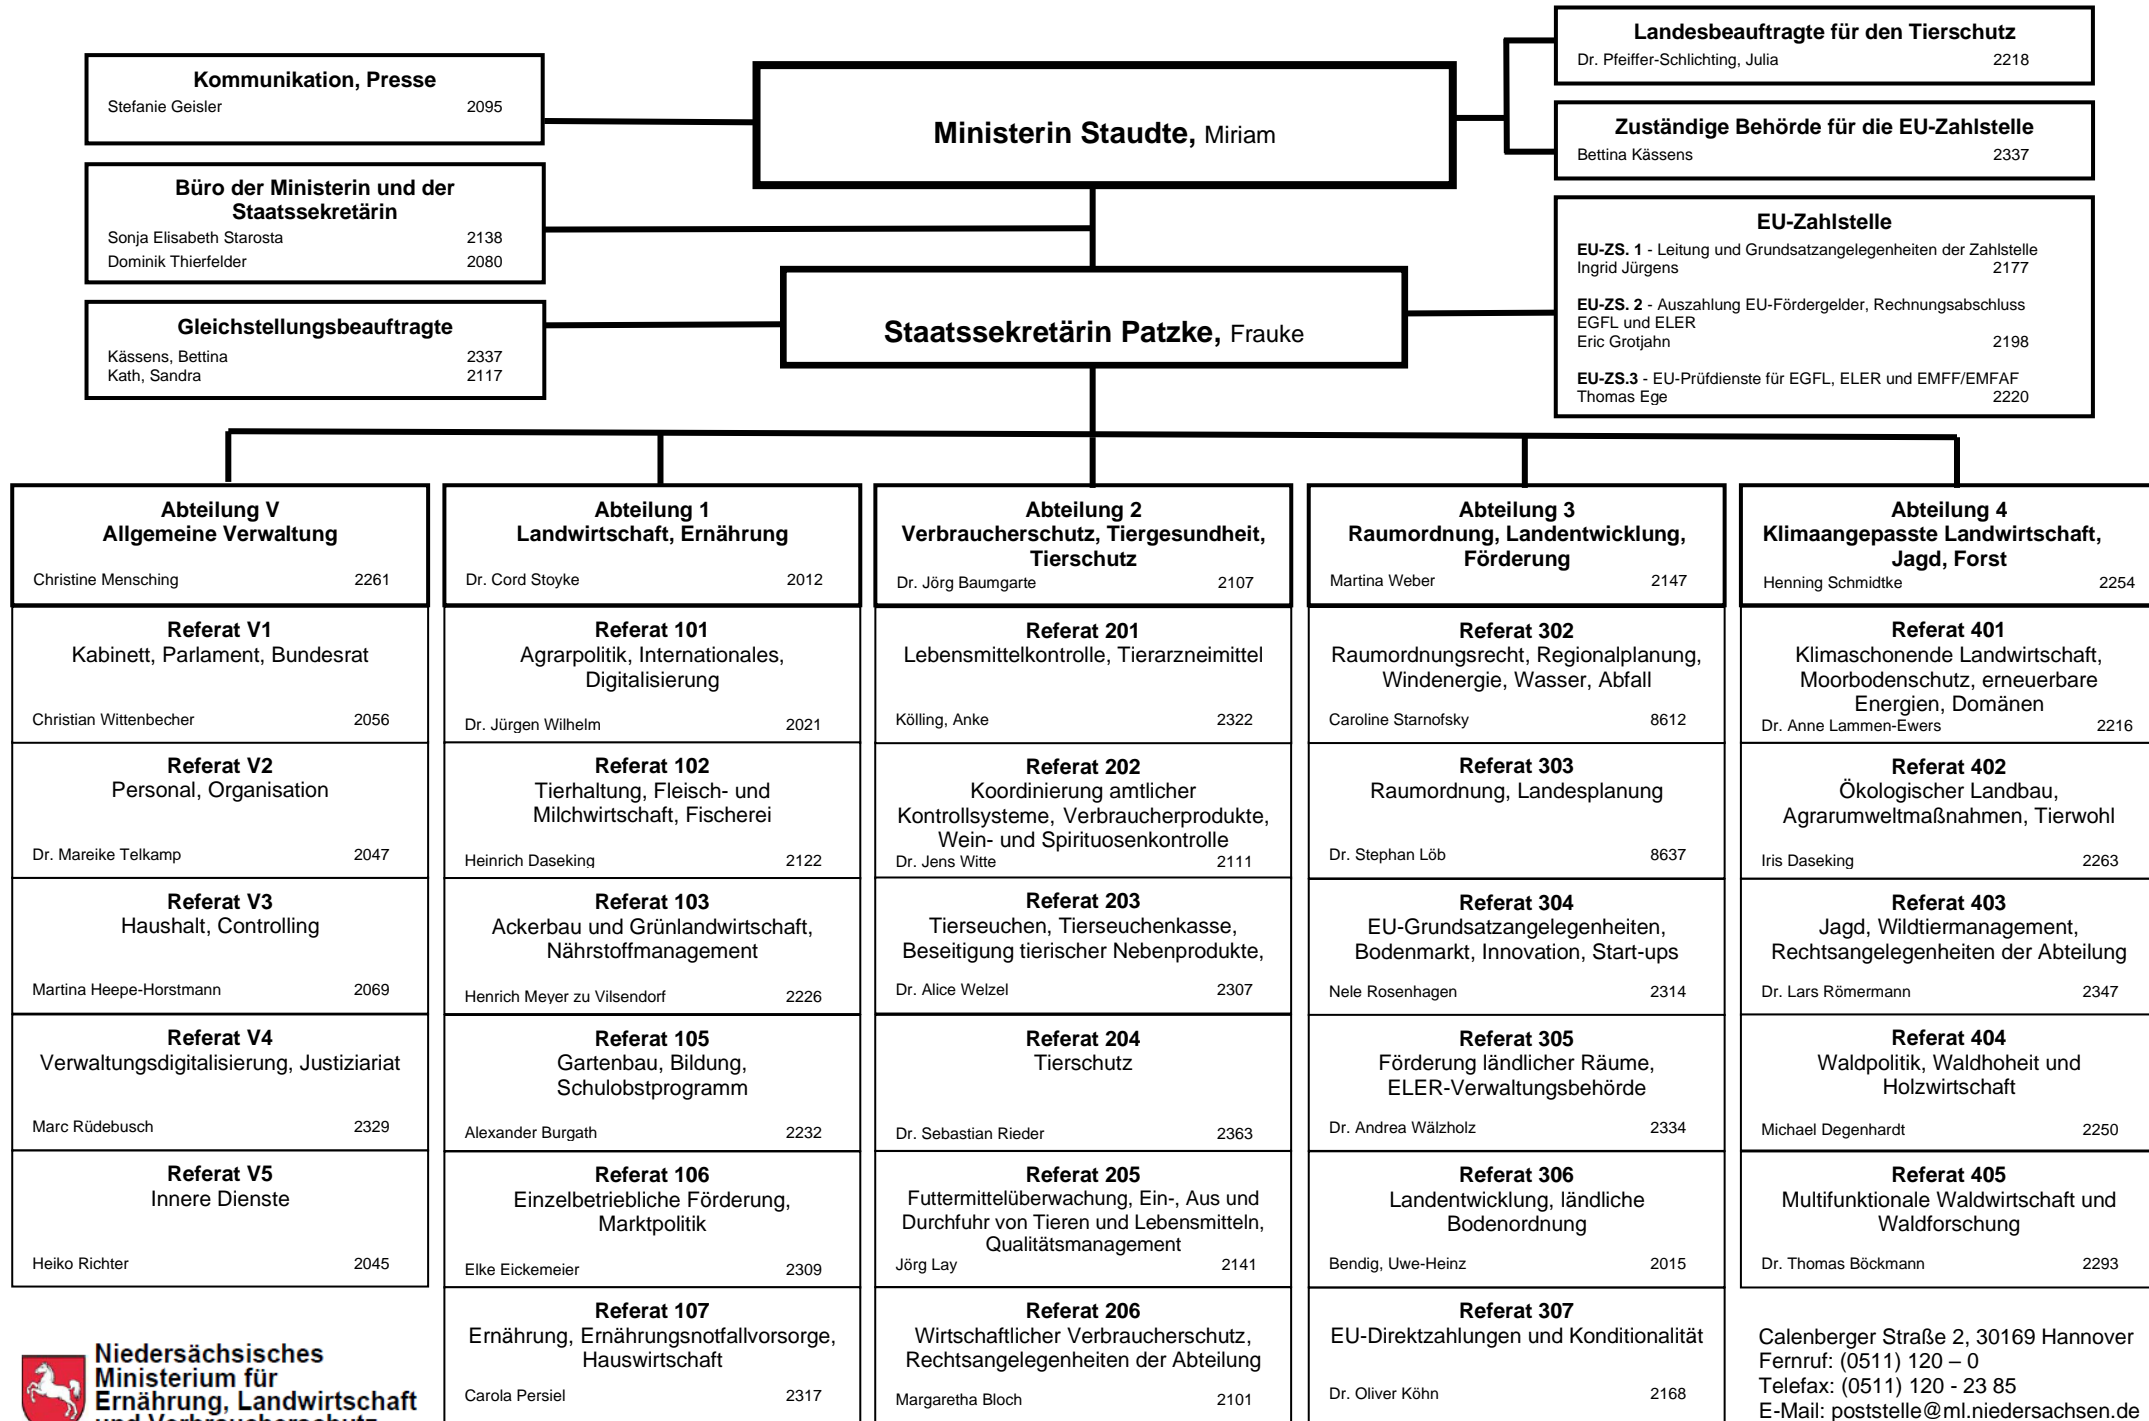 Kommunikation, Presse
Stefanie Geisler 2095
Büro der Ministerin und der
Staatssekretärin
Sonja Elisabeth Starosta 2138
Dominik Thierfelder 2080
Gleichstellungsbeauftragte
Kässens, Bettina 2337
Kath, Sandra 2117
Ministerin Staudte, Miriam
Staatssekretärin Patzke, Frauke
Landesbeauftragte für den Tierschutz
Dr. Pfeiffer-Schlichting, Julia 2218
Zuständige Behörde für die EU-Zahlstelle
Bettina Kässens 2337
EU-Zahlstelle
EU-ZS. 1 - Leitung und Grundsatzangelegenheiten der Zahlstelle
Ingrid Jürgens 2177
EU-ZS. 2 - Auszahlung EU-Fördergelder, Rechnungsabschluss
EGFL und ELER
Eric Grotjahn 2198
EU-ZS.3 - EU-Prüfdienste für EGFL, ELER und EMFF/EMFAF
Thomas Ege 2220
Abteilung V
Allgemeine Verwaltung
Christine Mensching 2261
Referat V1
Kabinett, Parlament, Bundesrat
Christian Wittenbecher 2056
Referat V2
Personal, Organisation
Dr. Mareike Telkamp 2047
Referat V3
Haushalt, Controlling
Martina Heepe-Horstmann 2069
Referat V4
Verwaltungsdigitalisierung, Justiziariat
Marc Rüdebusch 2329
Referat V5
Innere Dienste
Heiko Richter 2045
Abteilung 1
Landwirtschaft, Ernährung
Dr. Cord Stoyke 2012
Referat 101
Agrarpolitik, Internationales,
Digitalisierung
Dr. Jürgen Wilhelm 2021
Referat 102
Tierhaltung, Fleisch- und
Milchwirtschaft, Fischerei
Heinrich Daseking 2122
Referat 103
Ackerbau und Grünlandwirtschaft,
Nährstoffmanagement
Henrich Meyer zu Vilsendorf 2226
Referat 105
Gartenbau, Bildung,
Schulobstprogramm
Alexander Burgath 2232
Referat 106
Einzelbetriebliche Förderung,
Marktpolitik
Elke Eickemeier 2309
Referat 107
Ernährung, Ernährungsnotfallvorsorge,
Hauswirtschaft
Carola Persiel 2317
Abteilung 2
Verbraucherschutz, Tiergesundheit,
Tierschutz
Dr. Jörg Baumgarte 2107
Referat 201
Lebensmittelkontrolle, Tierarzneimittel
Kölling, Anke 2322
Referat 202
Koordinierung amtlicher
Kontrollsysteme, Verbraucherprodukte,
Wein- und Spirituosenkontrolle
Dr. Jens Witte 2111
Referat 203
Tierseuchen, Tierseuchenkasse,
Beseitigung tierischer Nebenprodukte,
Dr. Alice Welzel 2307
Referat 204
Tierschutz
Dr. Sebastian Rieder 2363
Referat 205
Futtermittelüberwachung, Ein-, Aus und
Durchfuhr von Tieren und Lebensmitteln,
Qualitätsmanagement
Jörg Lay 2141
Referat 206
Wirtschaftlicher Verbraucherschutz,
Rechtsangelegenheiten der Abteilung
Margaretha Bloch 2101
Abteilung 3
Raumordnung, Landentwicklung,
Förderung
Martina Weber 2147
Referat 302
Raumordnungsrecht, Regionalplanung,
Windenergie, Wasser, Abfall
Caroline Starnofsky 8612
Referat 303
Raumordnung, Landesplanung
Dr. Stephan Löb 8637
Referat 304
EU-Grundsatzangelegenheiten,
Bodenmarkt, Innovation, Start-ups
Nele Rosenhagen 2314
Referat 305
Förderung ländlicher Räume,
ELER-Verwaltungsbehörde
Dr. Andrea Wälzholz 2334
Referat 306
Landentwicklung, ländliche
Bodenordnung
Bendig, Uwe-Heinz 2015
Referat 307
EU-Direktzahlungen und Konditionalität
Dr. Oliver Köhn 2168
Abteilung 4
Klimaangepasste Landwirtschaft,
Jagd, Forst
Henning Schmidtke 2254
Referat 401
Klimaschonende Landwirtschaft,
Moorbodenschutz, erneuerbare
Energien, Domänen
Dr. Anne Lammen-Ewers 2216
Referat 402
Ökologischer Landbau,
Agrarumweltmaßnahmen, Tierwohl
Iris Daseking 2263
Referat 403
Jagd, Wildtiermanagement,
Rechtsangelegenheiten der Abteilung
Dr. Lars Römermann 2347
Referat 404
Waldpolitik, Waldhoheit und
Holzwirtschaft
Michael Degenhardt 2250
Referat 405
Multifunktionale Waldwirtschaft und
Waldforschung
Dr. Thomas Böckmann 2293
Niedersächsisches
Ministerium für
Ernährung, Landwirtschaft
und Verbraucherschutz
Calenberger Straße 2, 30169 Hannover
Fernruf: (0511) 120 – 0
Telefax: (0511) 120 - 23 85
E-Mail: poststelle@ml.niedersachsen.de